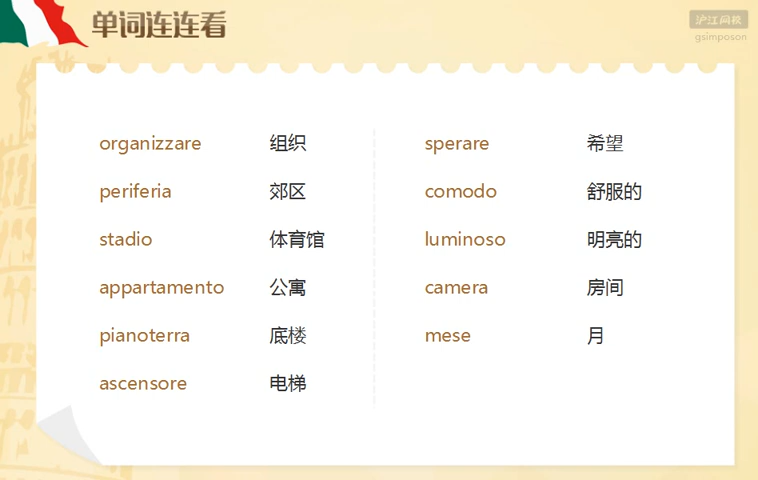 单词连连看
沪江网校
gsimposon
organizzare 组织
periferia 郊区
stadio 体育馆
appartamento 公寓
pianoterra 底楼
ascensore 电梯
sperare 希望
comodo 舒服的
luminoso 明亮的
camera 房间
mese 月